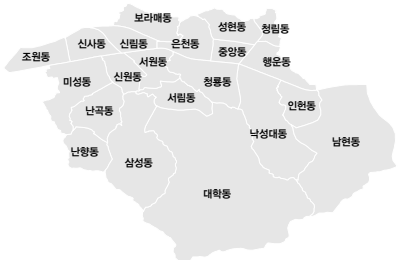 보라매동
성현동
청림동
신사동
신림동
은천동
중앙동
조원동
서원동
행운동
미성동
신원동
청룡동
서림동
인헌동
난곡동
낙성대동
남현동
난향동
삼성동
대학동